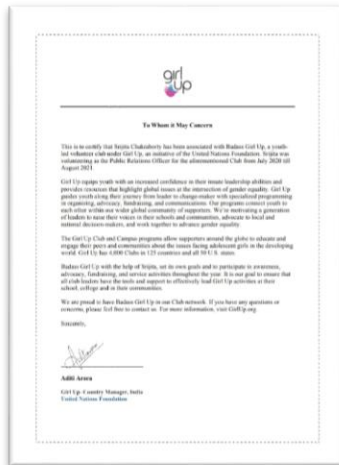 girl
up
To Whom it May Concern
This is to certify that Srijita Chakraborty has been associated with Badass Girl Up, a youth-
led volunteer club under Girl Up, an initiative of the United Nations Foundation. Srijita was
volunteering as the Public Relations Officer for the aforementioned Club from July 2020 till
August 2021.
Girl Up equips youth with an increased confidence in their innate leadership abilities and
provides resources that highlight global issues at the intersection of gender equality. Girl Up
guides youth along their journey from leader to change-maker with specialized programming
in organizing, advocacy, fundraising, and communications. Our programs connect youth to
each other within our wider global community of supporters. We're motivating a generation
of leaders to raise their voices in their schools and communities, advocate to local and
national decision-makers, and work together to advance gender equality.
The Girl Up Club and Campus programs allow supporters around the globe to educate and
engage their peers and communities about the issues facing adolescent girls in the developing
world. Girl Up has 4,000 Clubs in 125 countries and all 50 U.S. states.
Badass Girl Up with the help of Srijita, set its own goals and to participate in awareness,
advocacy, fundraising, and service activities throughout the year. It is our goal to ensure that
all club leaders have the tools and support to effectively lead Girl Up activities at their
school, college and in their communities.
We are proud to have Badass Girl Up in our Club network. If you have any questions or
concerns, please feel free to contact us. For more information, visit GirlUp.org.
Sincerely,
Aditi Arora
Girl Up- Country Manager, India
United Nations Foundation